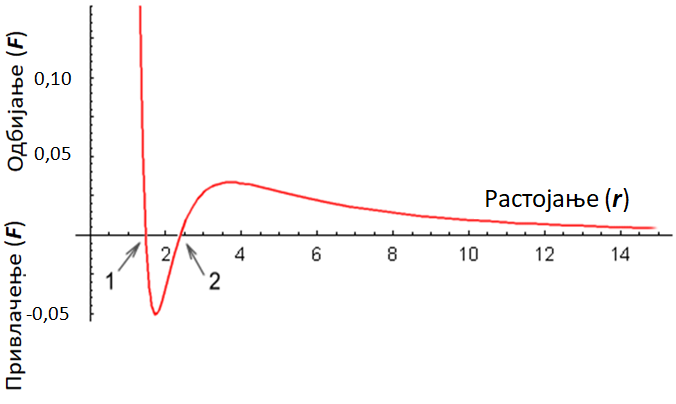 Одбијање (F)
0,10
0,05
Растојање (r)
2 4 6 8 10 12 14
1
2
-0,05
Привлачење (F)